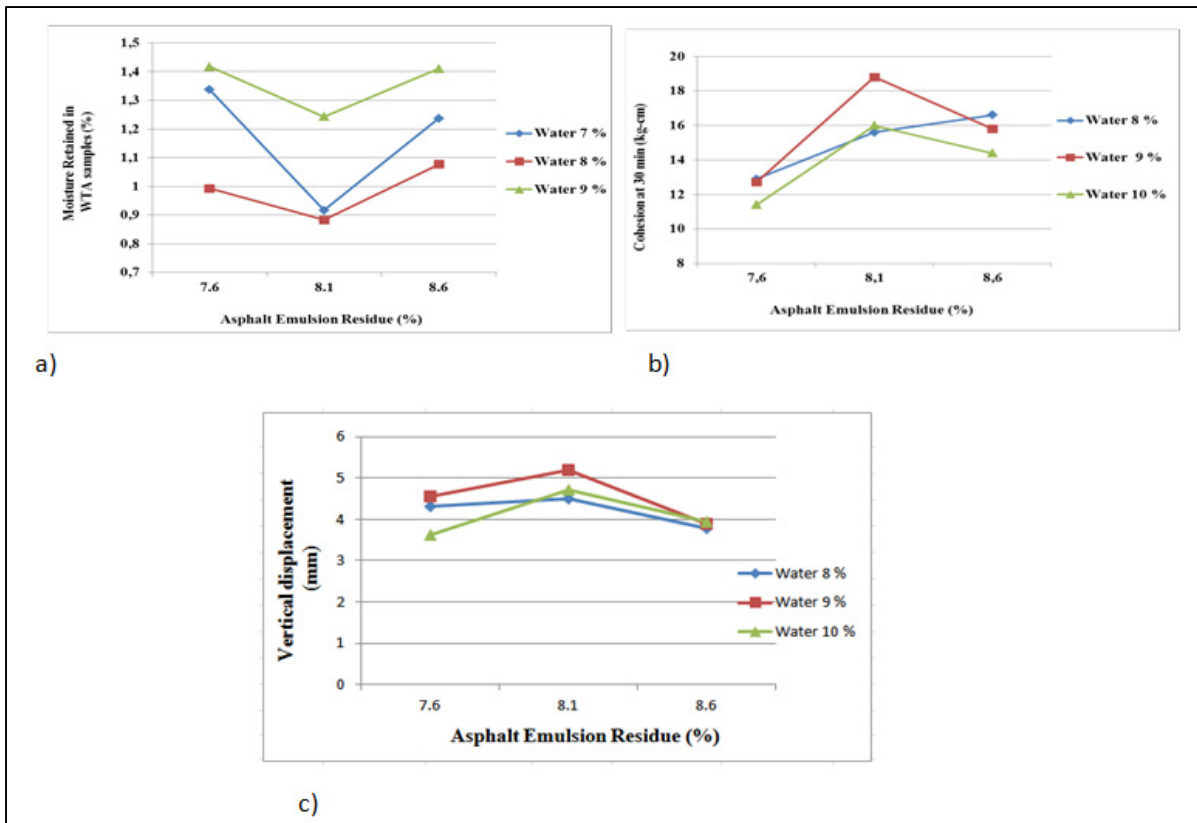 1,5
1,4
1,3
1,2
1,1
1
0,9
0,8
0,7
Moisture Retained in
WTA samples (%)
7.6 8.1 8.6
Asphalt Emulsion Residue (%)
Water 7 %
Water 8 %
Water 9 %
a)
20
18
16
14
12
10
8
Cohesion at 30 min (kg-cm)
7,6 8,1 8,6
Asphalt Emulsion Residue (%)
Water 8 %
Water 9 %
Water 10 %
b)
6
5
4
3
2
1
0
Vertical displacement
(mm)
7.6 8.1 8.6
Asphalt Emulsion Residue (%)
Water 8 %
Water 9 %
Water 10 %
c)